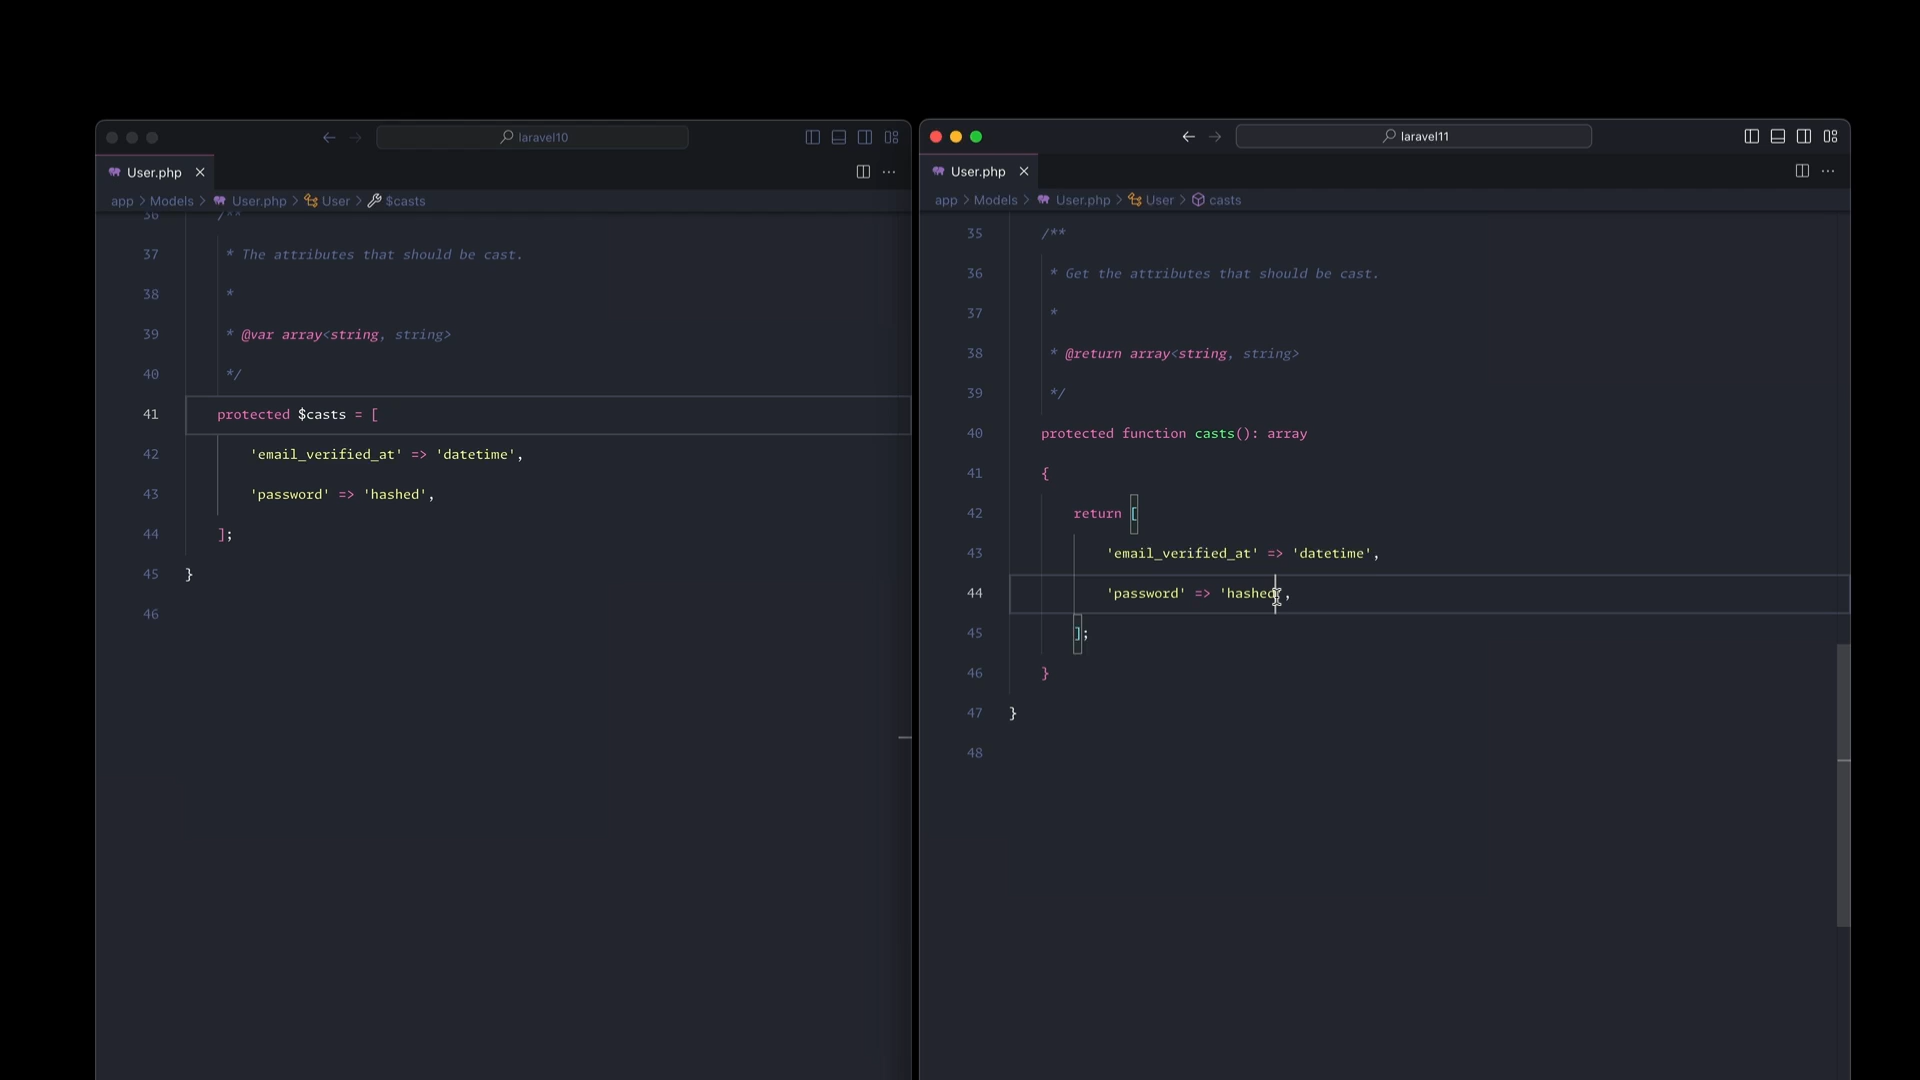 laravel10
User.php
app > Models > User.php > User > $casts
36 /**
37 * The attributes that should be cast.
38 *
39 * @var array<string, string>
40 */
41 protected $casts = [
42 'email_verified_at' => 'datetime',
43 'password' => 'hashed',
44 ];
45 }
46
laravel11
User.php
app > Models > User.php > User > casts
35 /**
36 * Get the attributes that should be cast.
37 *
38 * @return array<string, string>
39 */
40 protected function casts(): array
41 {
42 return [
43 'email_verified_at' => 'datetime',
44 'password' => 'hashed',
45 ];
46 }
47 }
48